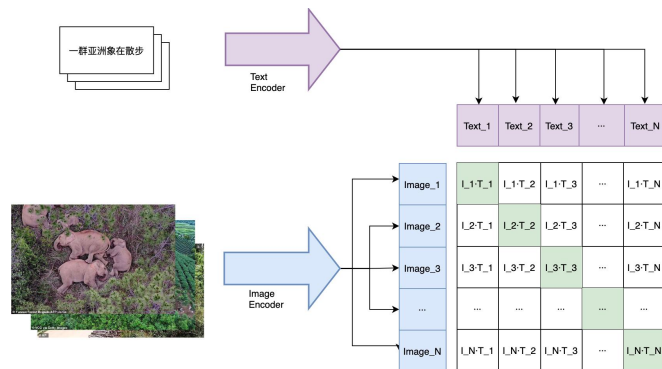 一群亚洲象在散步
Text
Encoder
Text_1 Text_2 Text_3 ... Text_N
Image_1 I_1·T_1 I_1·T_2 I_1·T_3 ... I_1·T_N
Image_2 I_2·T_1 I_2·T_2 I_2·T_3 ... I_2·T_N
Image_3 I_3·T_1 I_3·T_2 I_3·T_3 ... I_3·T_N
... ... ... ... ... ...
Image_N I_N·T_1 I_N·T_2 I_N·T_3 ... I_N·T_N
Image
Encoder